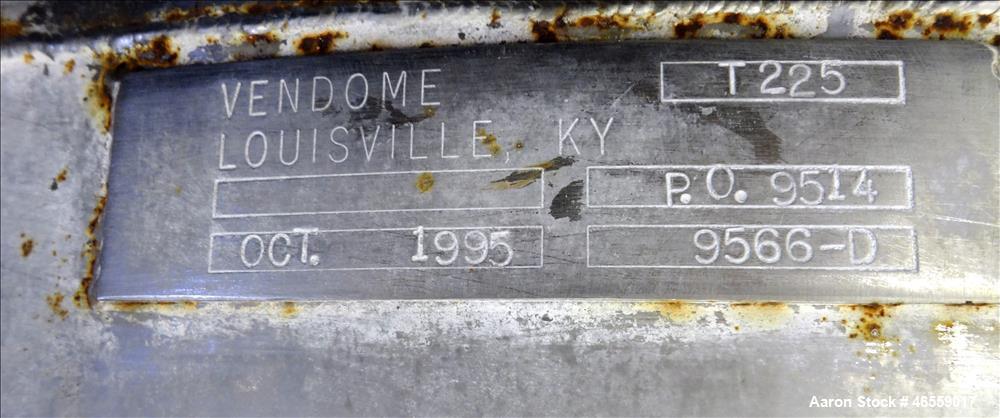 VENDOME
LOUISVILLE, KY
T225
P.O. 9514
OCT. 1995
9566-D
Aaron Stock # 46559017